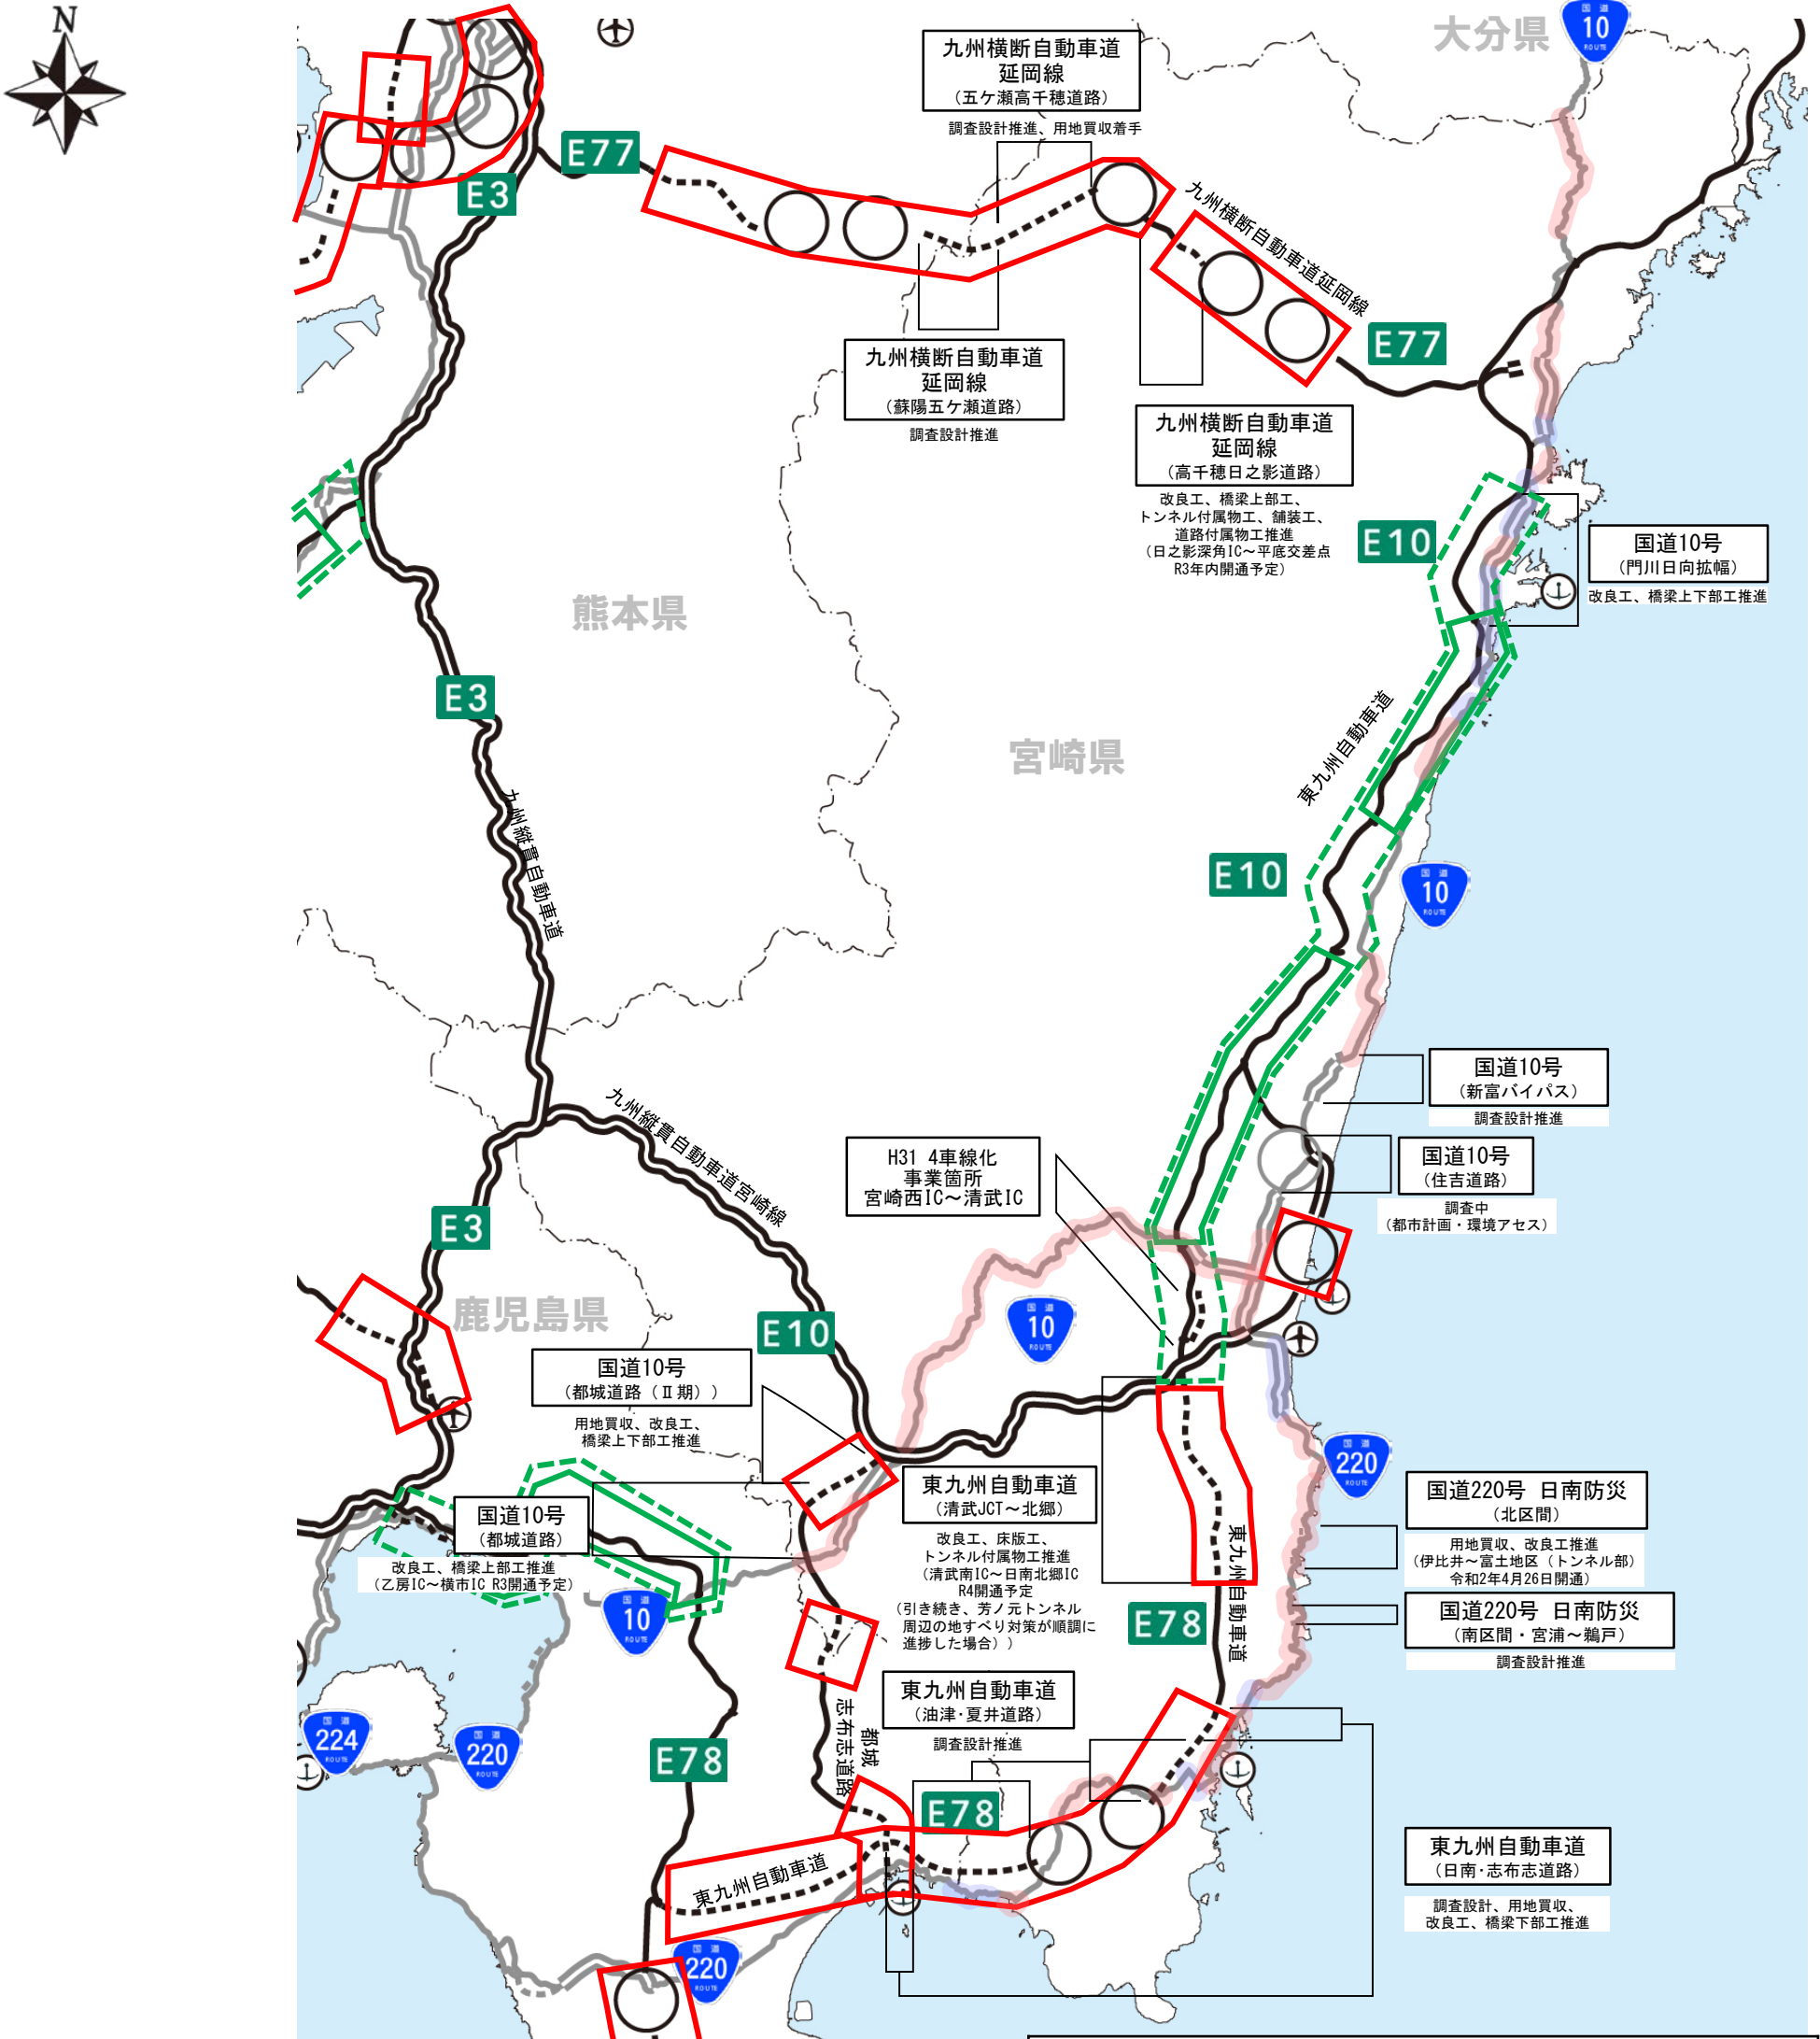 N
大分県
国道
10
ROUTE
九州横断自動車道
延岡線
(五ケ瀬高千穂道路)
調査設計推進、用地買収着手
E77
E3
九州横断自動車道延岡線
E77
九州横断自動車道
延岡線
(蘇陽五ケ瀬道路)
調査設計推進
九州横断自動車道
延岡線
(高千穂日之影道路)
改良工、橋梁上部工、
トンネル付属物工、舗装工、
道路付属物工推進
(日之影深角IC～平底交差点
R3年内開通予定)
E10
国道10号
(門川日向拡幅)
改良工、橋梁上下部工推進
熊本県
E3
宮崎県
東九州自動車道
九州縦貫自動車道
E10
国道
10
ROUTE
国道10号
(新富バイパス)
調査設計推進
九州縦貫自動車道宮崎線
H31 4車線化
事業箇所
宮崎西IC～清武IC
国道10号
(住吉道路)
調査中
(都市計画・環境アセス)
E3
鹿児島県
E10
国道
10
ROUTE
国道10号
(都城道路(Ⅱ期))
用地買収、改良工、
橋梁上下部工推進
国道
220
ROUTE
東九州自動車道
(清武JCT～北郷)
改良工、床版工、
トンネル付属物工推進
(清武南IC～日南北郷IC
R4開通予定
(引き続き、芳ノ元トンネル
周辺の地すべり対策が順調に
進捗した場合))
国道220号 日南防災
(北区間)
用地買収、改良工推進
(伊比井～富土地区(トンネル部)
令和2年4月26日開通)
国道10号
(都城道路)
改良工、橋梁上部工推進
(乙房IC～横市IC R3開通予定)
国道
10
ROUTE
東九州自動車道
E78
国道220号 日南防災
(南区間・宮浦～鵜戸)
調査設計推進
東九州自動車道
(油津・夏井道路)
調査設計推進
都城
志布志道路
国道
224
ROUTE
国道
220
ROUTE
E78
E78
東九州自動車道
東九州自動車道
(日南・志布志道路)
調査設計、用地買収、
改良工、橋梁下部工推進
国道
220
ROUTE